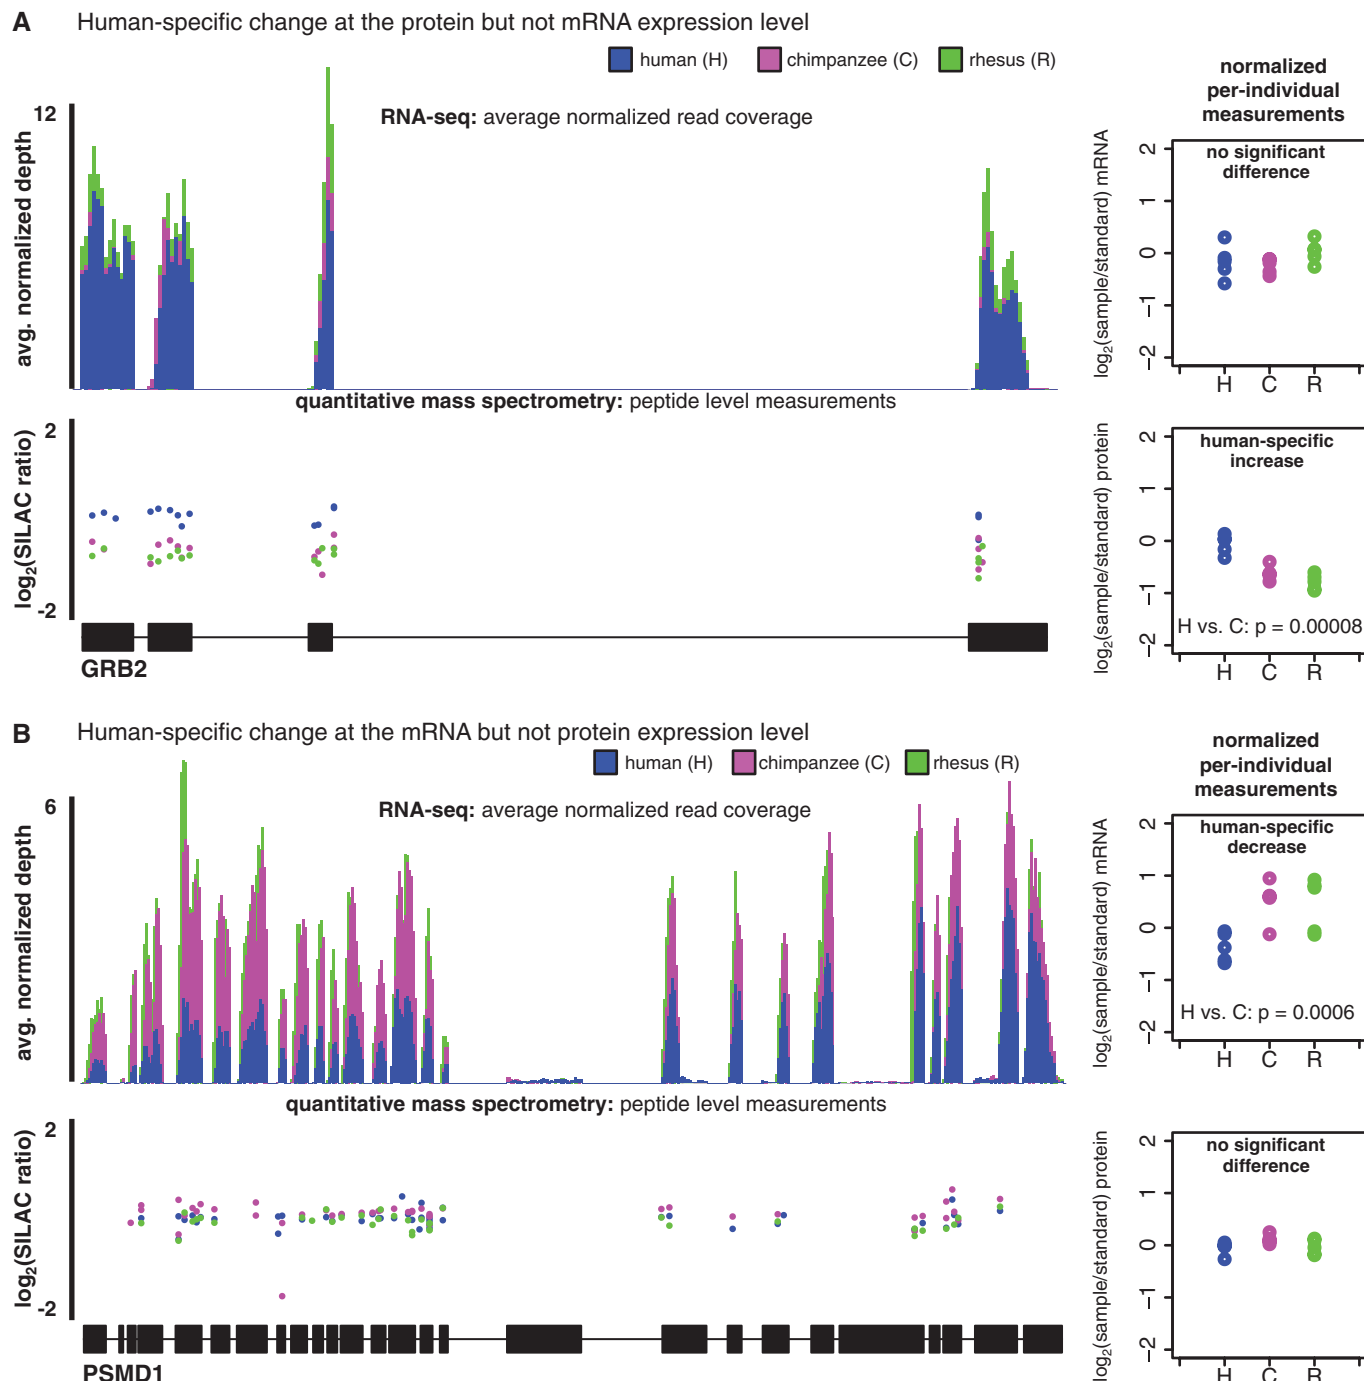 A Human-specific change at the protein but not mRNA expression level
human (H) chimpanzee (C) rhesus (R)
RNA-seq: average normalized read coverage
12
avg. normalized depth
normalized
per-individual
measurements
log2(sample/standard) mRNA
2
1
0
−1
−2
no significant
difference
H C R
quantitative mass spectrometry: peptide level measurements
2
log2(SILAC ratio)
-2
GRB2
log2(sample/standard) protein
2
1
0
−1
−2
human-specific
increase
H vs. C: p = 0.00008
H C R
B Human-specific change at the mRNA but not protein expression level
human (H) chimpanzee (C) rhesus (R)
RNA-seq: average normalized read coverage
6
avg. normalized depth
normalized
per-individual
measurements
log2(sample/standard) mRNA
2
1
0
−1
−2
human-specific
decrease
H vs. C: p = 0.0006
H C R
quantitative mass spectrometry: peptide level measurements
2
log2(SILAC ratio)
-2
PSMD1
log2(sample/standard) protein
2
1
0
−1
−2
no significant
difference
H C R